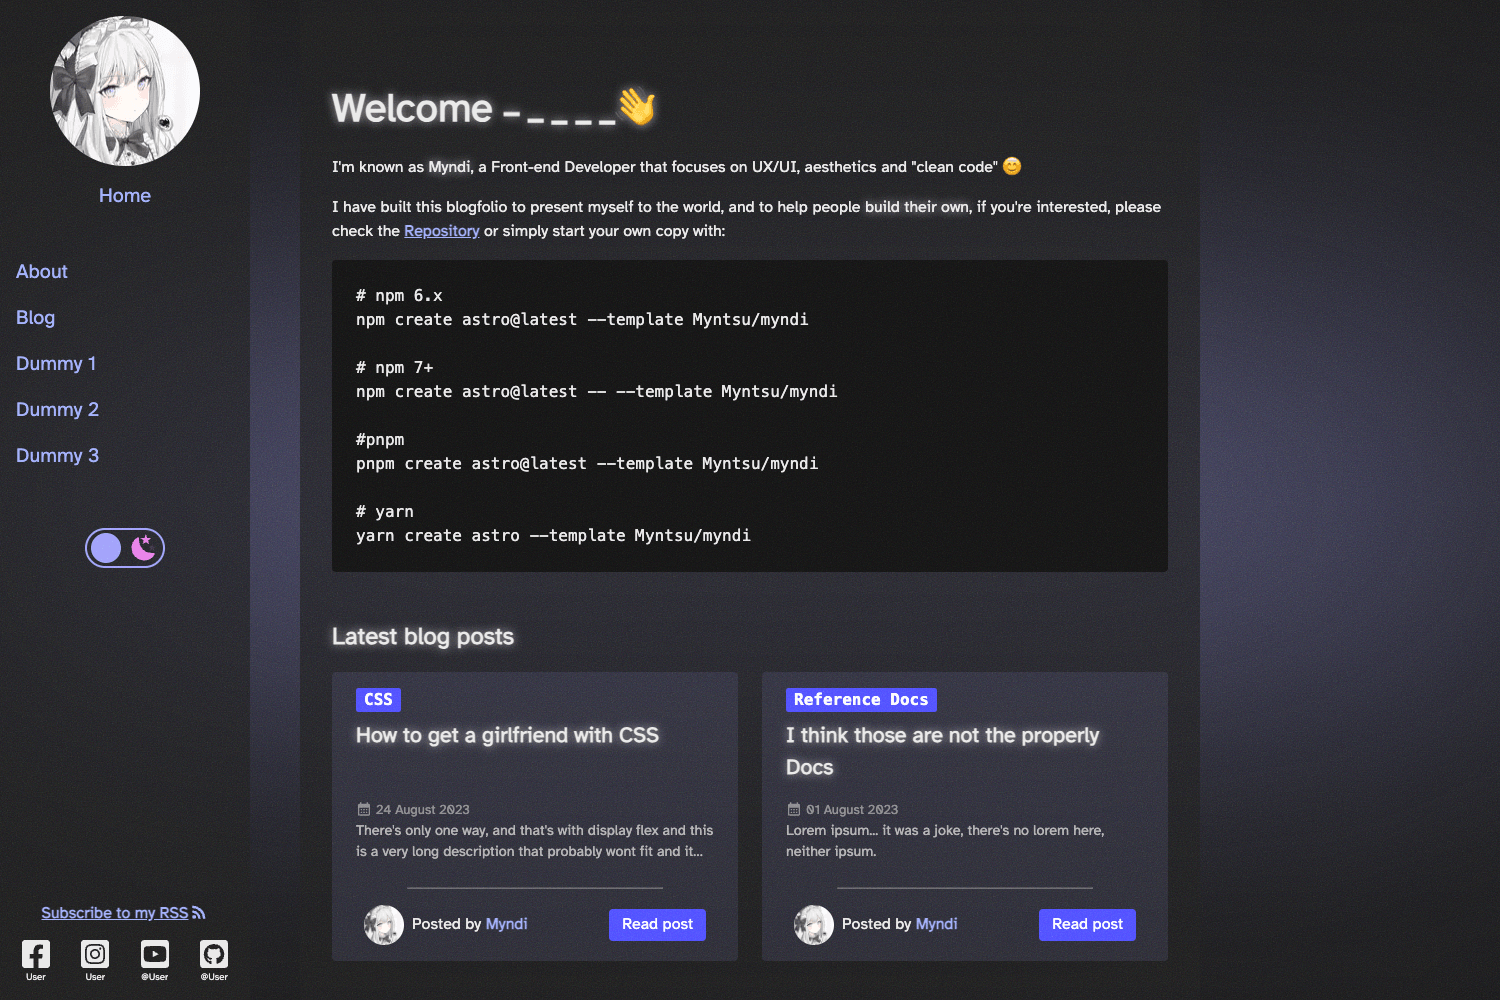 Home
About
Blog
Dummy 1
Dummy 2
Dummy 3
Subscribe to my RSS
User
User
@User
@User
Welcome -_____👋
I'm known as Myndi, a Front-end Developer that focuses on UX/UI, aesthetics and "clean code" 😊
I have built this blogfolio to present myself to the world, and to help people build their own, if you're interested, please
check the Repository or simply start your own copy with:
# npm 6.x
npm create astro@latest --template Myntsu/myndi
# npm 7+
npm create astro@latest -- --template Myntsu/myndi
#pnpm
pnpm create astro@latest --template Myntsu/myndi
# yarn
yarn create astro --template Myntsu/myndi
Latest blog posts
CSS
How to get a girlfriend with CSS
24 August 2023
There's only one way, and that's with display flex and this
is a very long description that probably wont fit and it...
Posted by Myndi
Read post
Reference Docs
I think those are not the properly
Docs
01 August 2023
Lorem ipsum... it was a joke, there's no lorem here,
neither ipsum.
Posted by Myndi
Read post